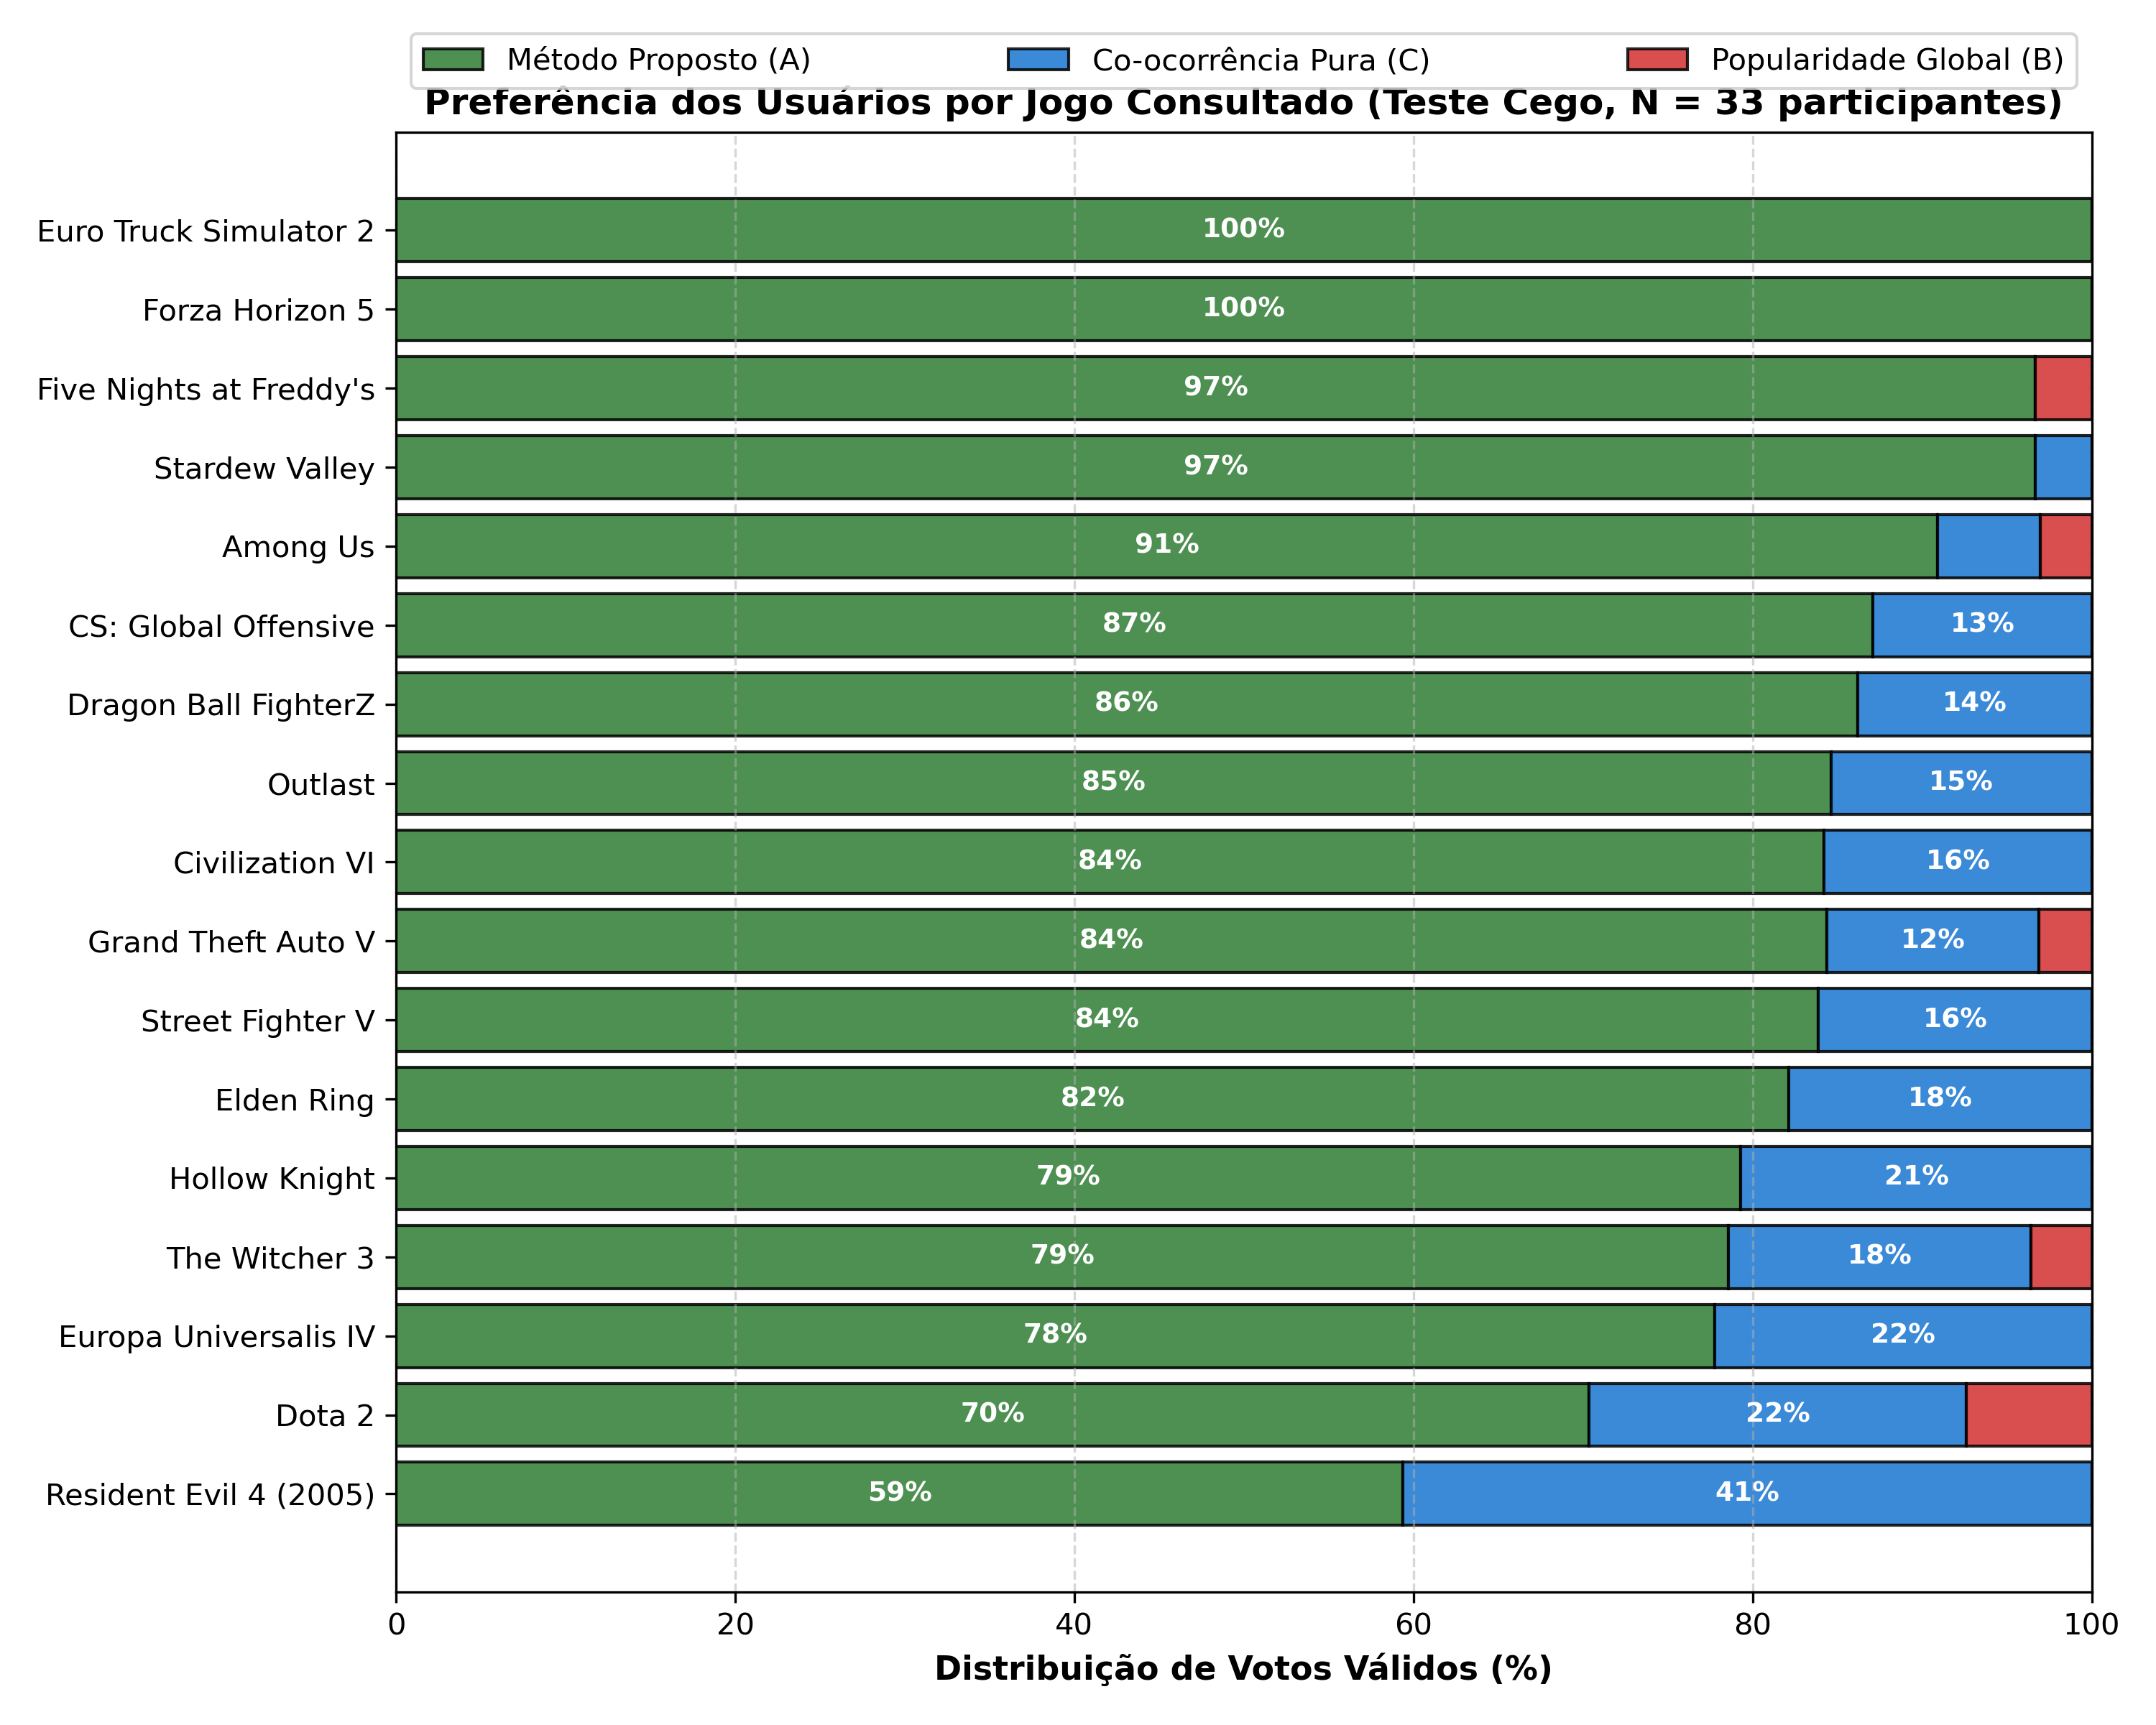 Método Proposto (A) Co-ocorrência Pura (C) Popularidade Global (B)
Preferência dos Usuários por Jogo Consultado (Teste Cego, N = 33 participantes)
Euro Truck Simulator 2 100%
Forza Horizon 5 100%
Five Nights at Freddy's 97%
Stardew Valley 97%
Among Us 91%
CS: Global Offensive 87% 13%
Dragon Ball FighterZ 86% 14%
Outlast 85% 15%
Civilization VI 84% 16%
Grand Theft Auto V 84% 12%
Street Fighter V 84% 16%
Elden Ring 82% 18%
Hollow Knight 79% 21%
The Witcher 3 79% 18%
Europa Universalis IV 78% 22%
Dota 2 70% 22%
Resident Evil 4 (2005) 59% 41%
0 20 40 60 80 100
Distribuição de Votos Válidos (%)